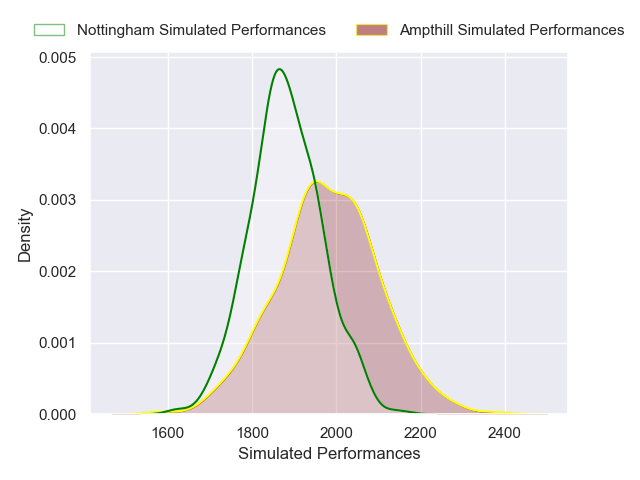 Nottingham Simulated Performances Ampthill Simulated Performances
0.005
0.004
0.003
0.002
0.001
0.000
Density
1600 1800 2000 2200 2400
Simulated Performances